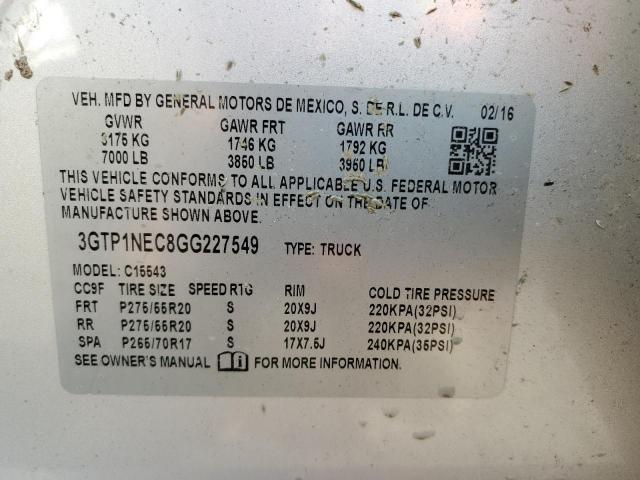 VEH. MFD BY GENERAL MOTORS DE MEXICO, S. DE R.L. DE C.V. 02/16
GVWR GAWR FRT GAWR RR
3175 KG 1746 KG 1792 KG
7000 LB 3850 LB 3950 LB
THIS VEHICLE CONFORMS TO ALL APPLICABLE U.S. FEDERAL MOTOR
VEHICLE SAFETY STANDARDS IN EFFECT ON THE DATE OF
MANUFACTURE SHOWN ABOVE.
3GTP1NEC8GG227549 TYPE: TRUCK
MODEL: C15543
CC9F TIRE SIZE SPEED RTG RIM COLD TIRE PRESSURE
FRT P275/55R20 S 20X9J 220KPA(32PSI)
RR P275/55R20 S 20X9J 220KPA(32PSI)
SPA P265/70R17 S 17X7.5J 240KPA(35PSI)
SEE OWNER'S MANUAL FOR MORE INFORMATION.